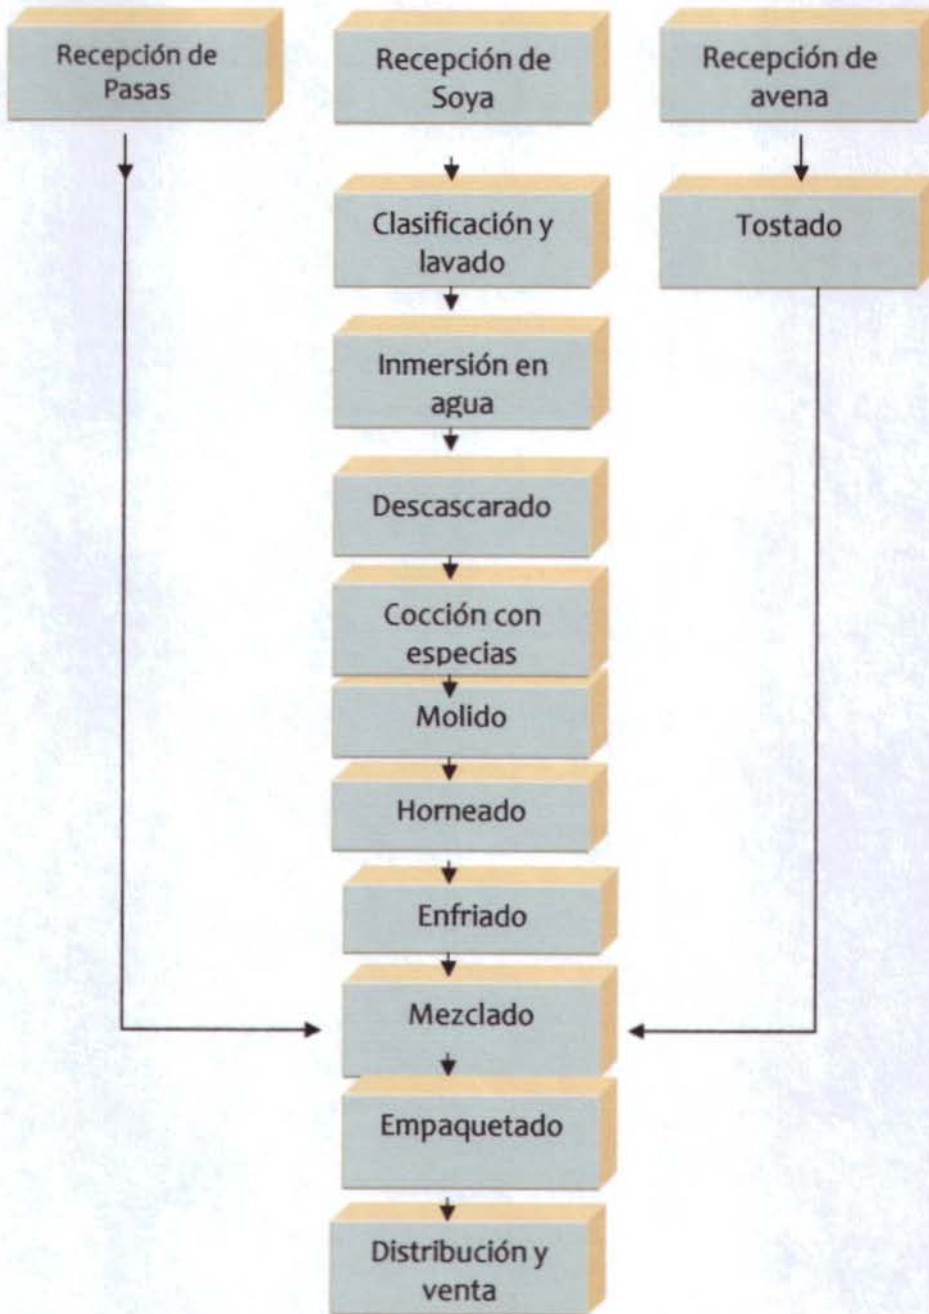 Recepción de
Pasas
Recepción de
Soya
Recepción de
avena
Clasificación y
lavado
Tostado
Inmersión en
agua
Descascarado
Cocción con
especias
Molido
Horneado
Enfriado
Mezclado
Empaquetado
Distribución y
venta